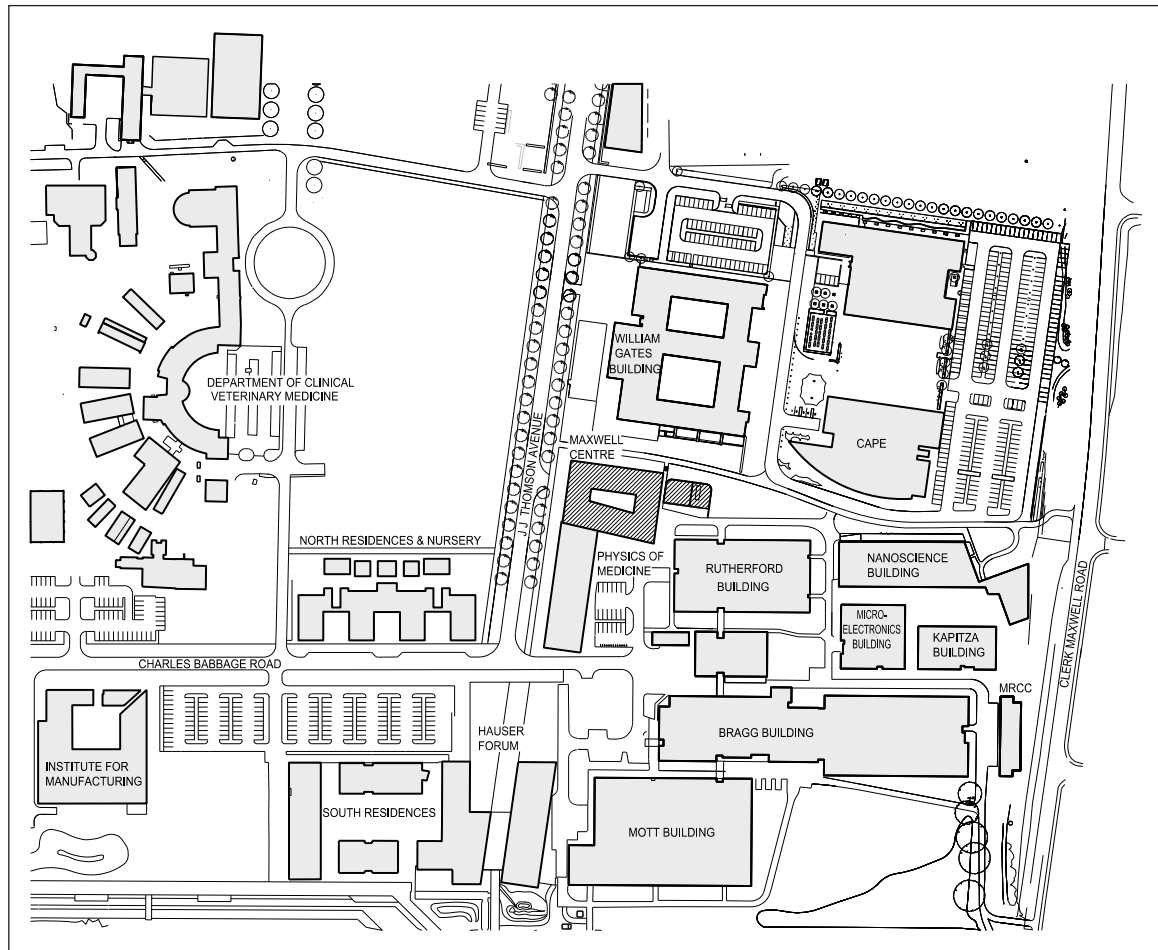 WILLIAM
GATES
BUILDING
DEPARTMENT OF CLINICAL
VETERINARY MEDICINE
J J THOMSON AVENUE
MAXWELL
CENTRE
CAPE
NORTH RESIDENCES & NURSERY
PHYSICS OF
MEDICINE
RUTHERFORD
BUILDING
NANOSCIENCE
BUILDING
MICRO-
ELECTRONICS
BUILDING
KAPITZA
BUILDING
CLERK MAXWELL ROAD
CHARLES BABBAGE ROAD
MRCC
HAUSER
FORUM
BRAGG BUILDING
INSTITUTE FOR
MANUFACTURING
SOUTH RESIDENCES
MOTT BUILDING